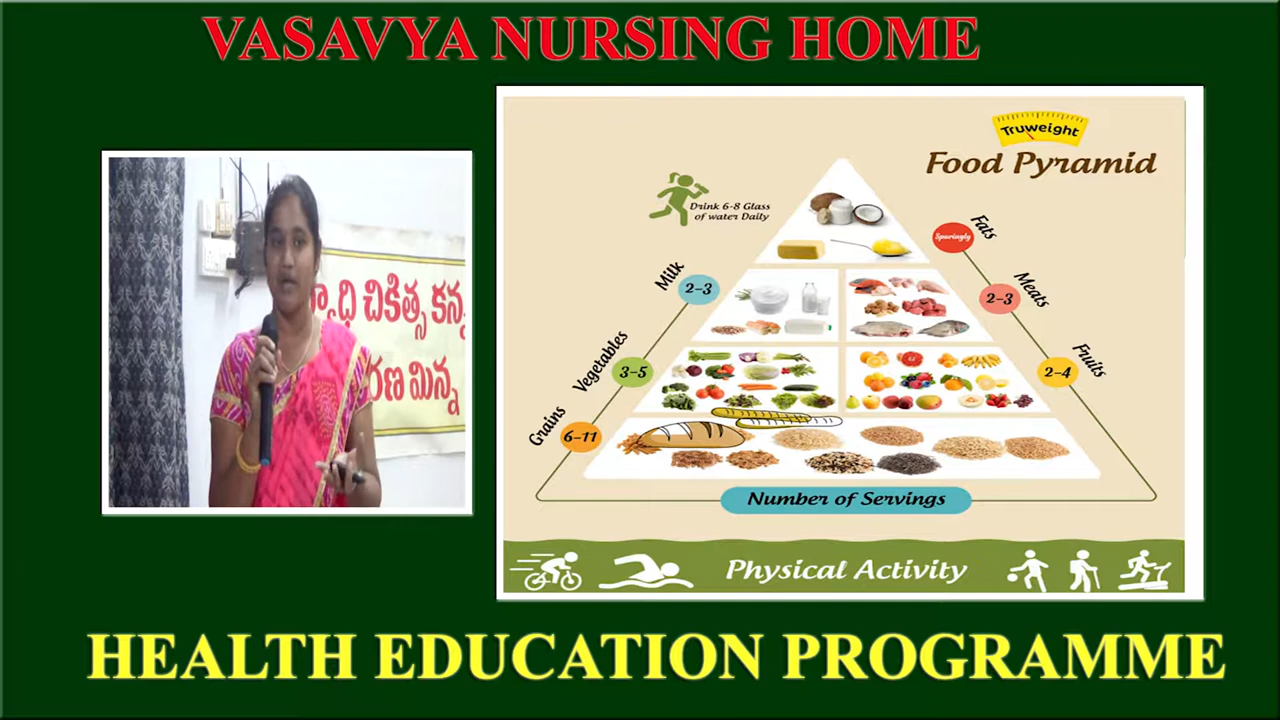 VASAVYA NURSING HOME
Truweight
Food Pyramid
Drink 6-8 Glass
of water Daily
Fats
Sparingly
Milk
2-3
Meats
2-3
Vegetables
3-5
Fruits
2-4
Grains
6-11
Number of Servings
Physical Activity
చికిత్స కన్న
మిన్న
HEALTH EDUCATION PROGRAMME